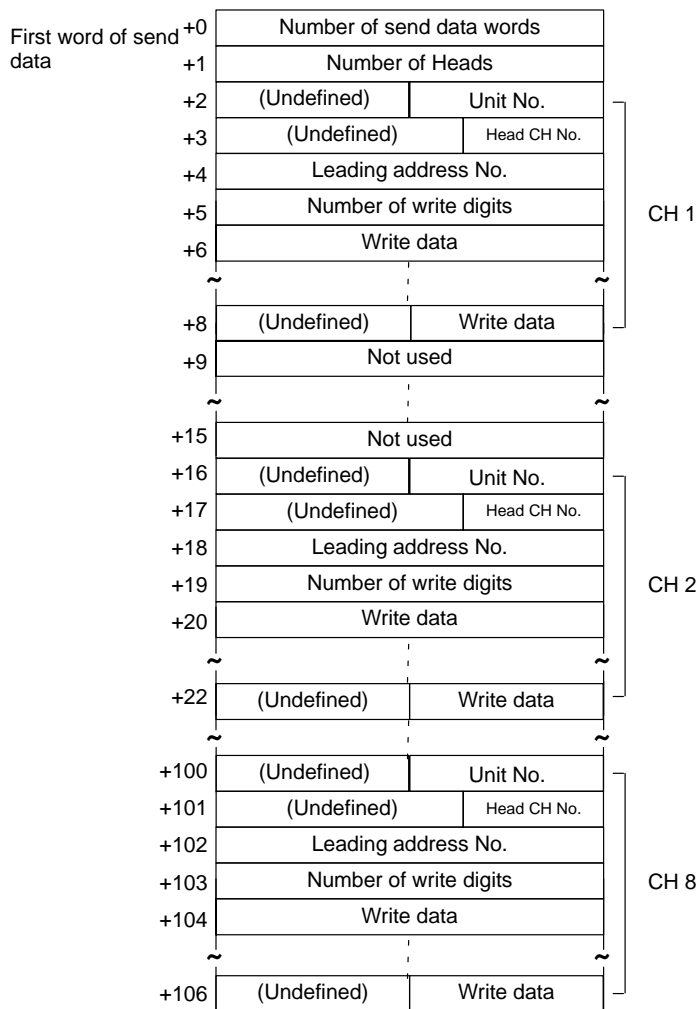 First word of send
data
+0 Number of send data words
+1 Number of Heads
+2 (Undefined) Unit No.
+3 (Undefined) Head CH No.
+4 Leading address No.
+5 Number of write digits
+6 Write data
CH 1
~ ~
+8 (Undefined) Write data
+9 Not used
~ ~
+15 Not used
+16 (Undefined) Unit No.
+17 (Undefined) Head CH No.
+18 Leading address No.
+19 Number of write digits
CH 2
+20 Write data
~ ~
+22 (Undefined) Write data
~ ~
+100 (Undefined) Unit No.
+101 (Undefined) Head CH No.
+102 Leading address No.
+103 Number of write digits
CH 8
+104 Write data
~ ~
+106 (Undefined) Write data